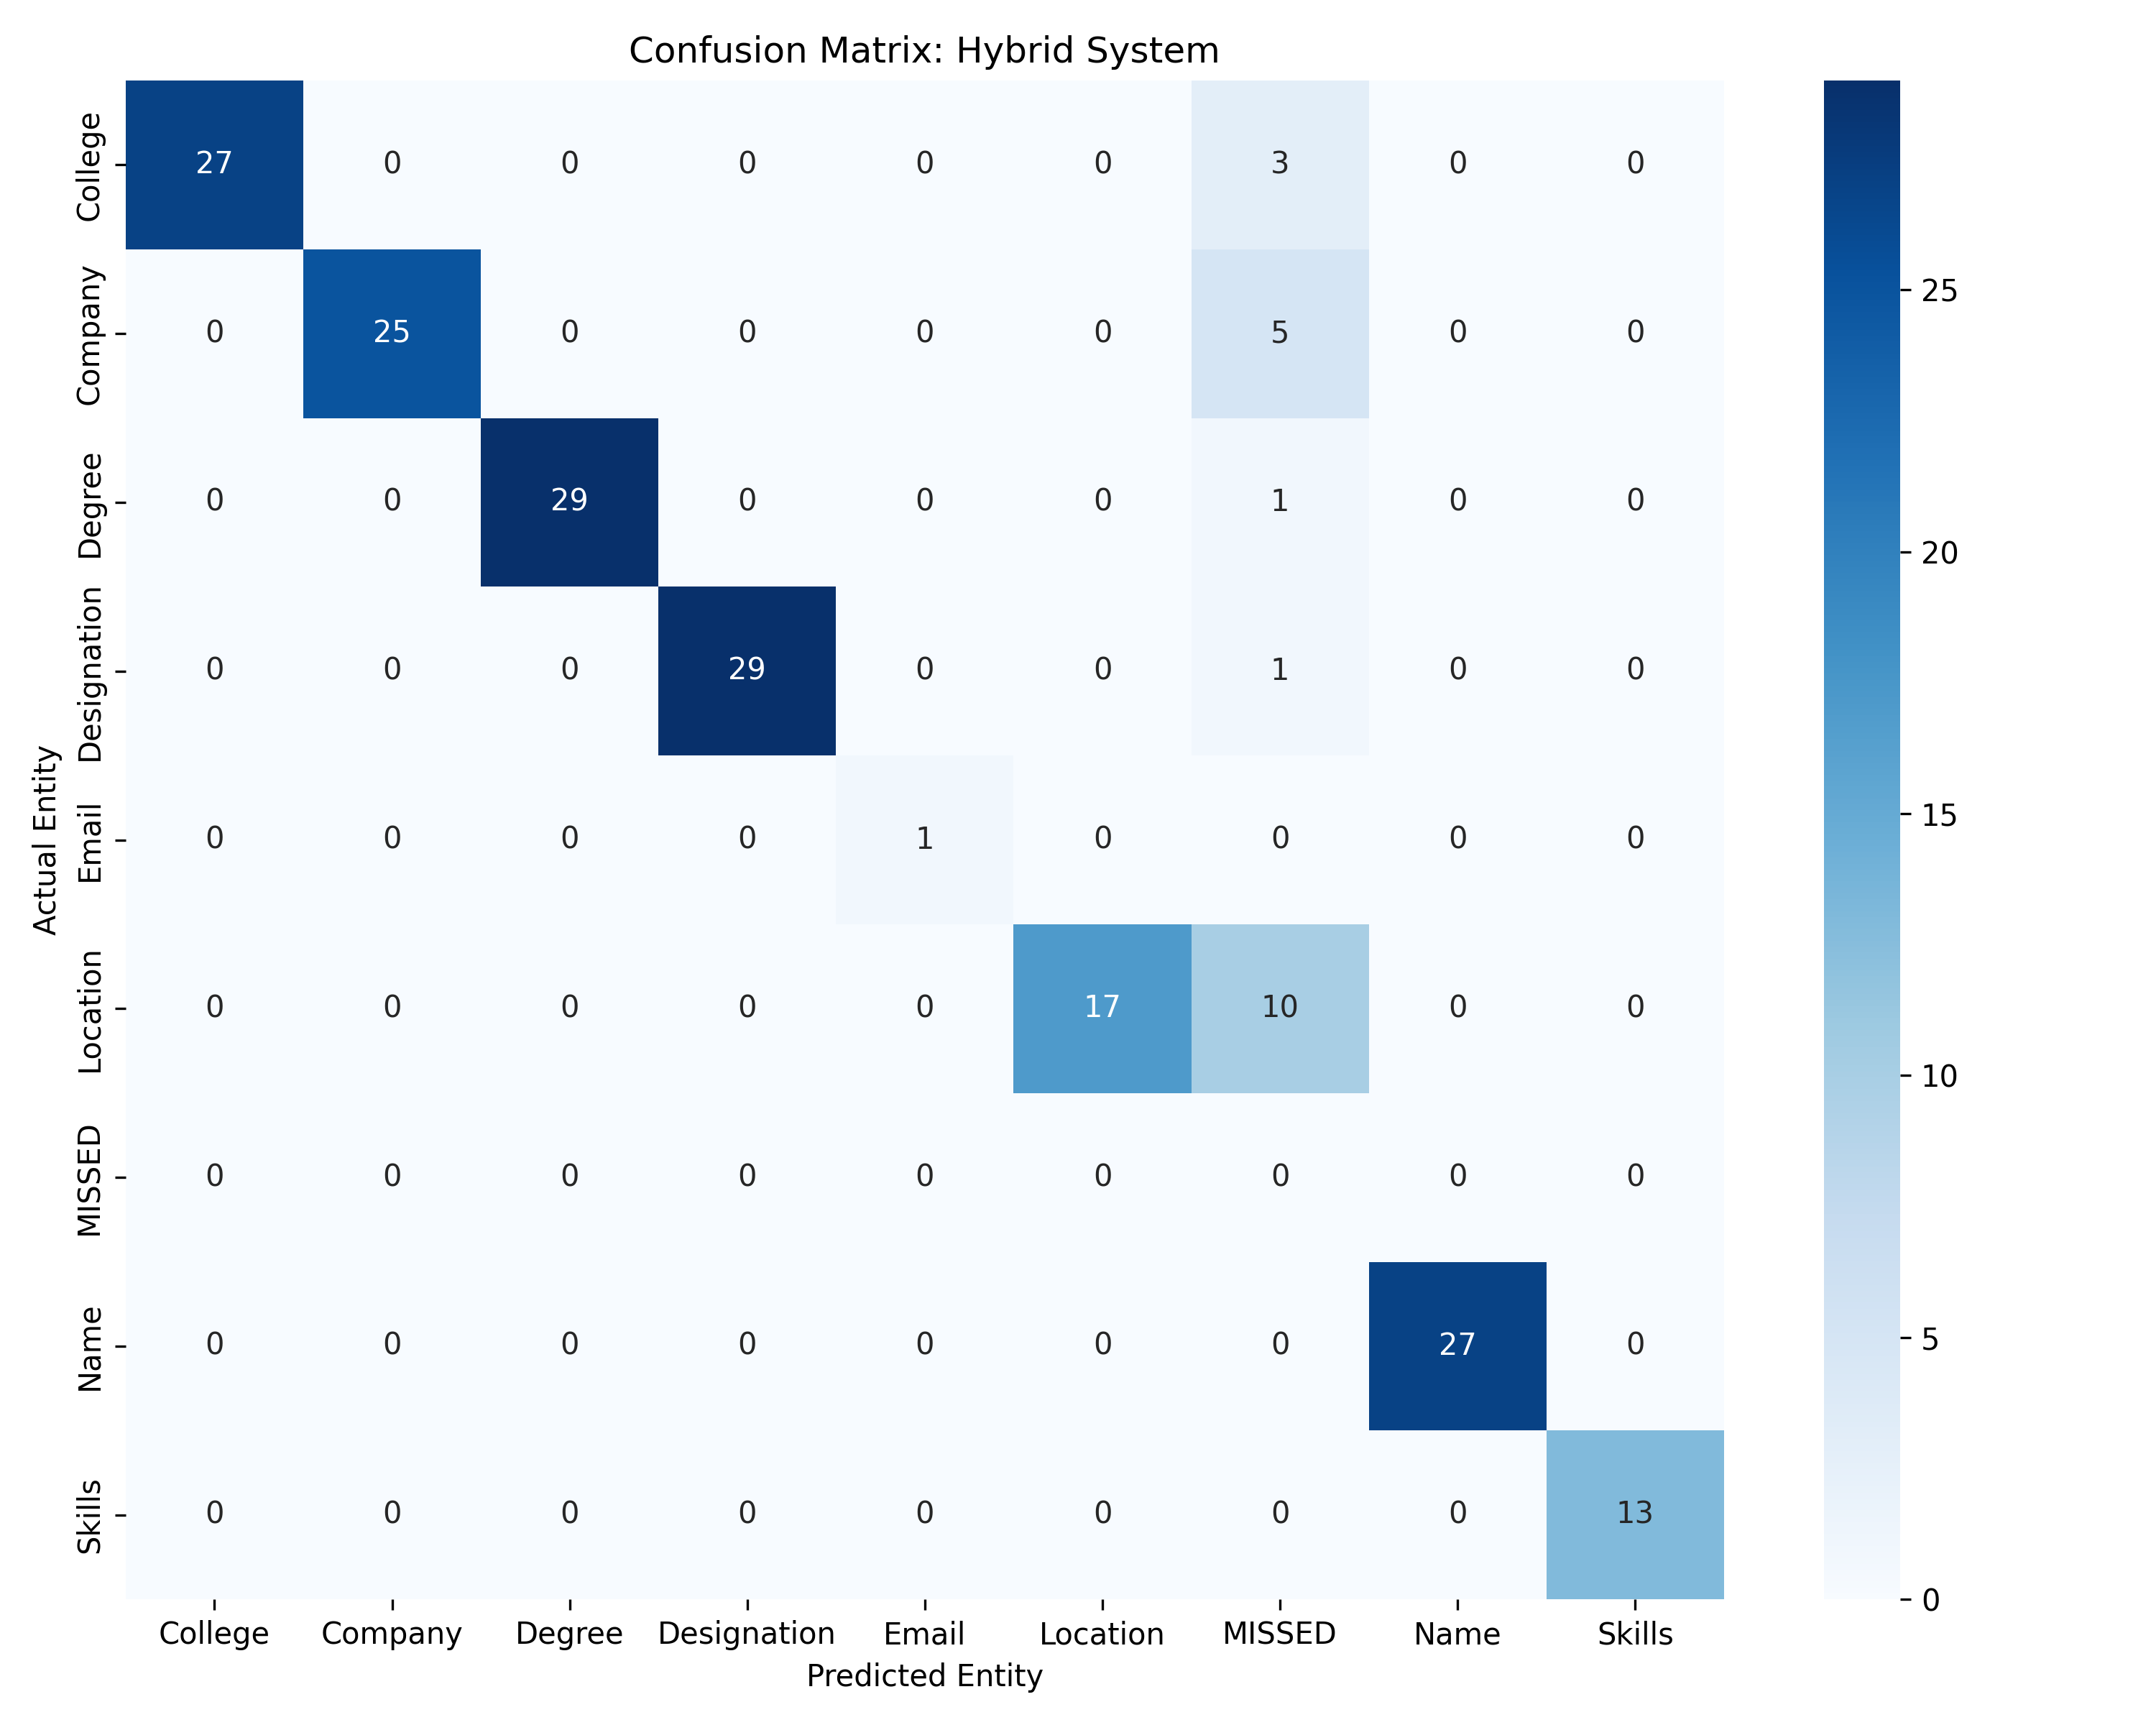 Confusion Matrix: Hybrid System
College 27 0 0 0 0 0 3 0 0
Company 0 25 0 0 0 0 5 0 0
Degree 0 0 29 0 0 0 1 0 0
Designation 0 0 0 29 0 0 1 0 0
Email 0 0 0 0 1 0 0 0 0
Location 0 0 0 0 0 17 10 0 0
MISSED 0 0 0 0 0 0 0 0 0
Name 0 0 0 0 0 0 0 27 0
Skills 0 0 0 0 0 0 0 0 13
College Company Degree Designation Email Location MISSED Name Skills
Predicted Entity
Actual Entity
25
20
15
10
5
0